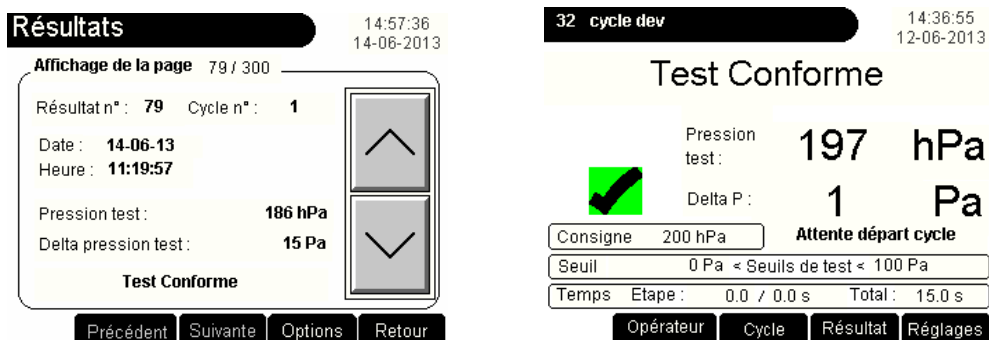 Résultats
14:57:36
14-06-2013
Affichage de la page 79 / 300
Résultat n° : 79 Cycle n° : 1
Date : 14-06-13
Heure : 11:19:57
Pression test : 186 hPa
Delta pression test : 15 Pa
Test Conforme
Précédent Suivante Options Retour
32 cycle dev
14:36:55
12-06-2013
Test Conforme
Pression
test : 197 hPa
Delta P : 1 Pa
Consigne 200 hPa Attente départ cycle
Seuil 0 Pa < Seuils de test < 100 Pa
Temps Etape : 0.0 / 0.0 s Total : 15.0 s
Opérateur Cycle Résultat Réglages